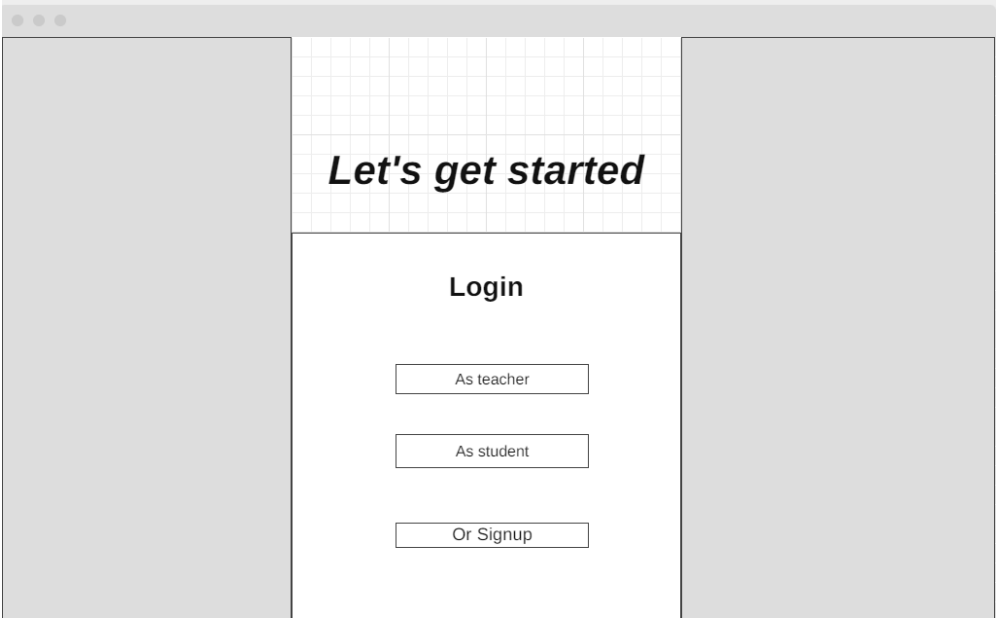 Let's get started
Login
As teacher
As student
Or Signup